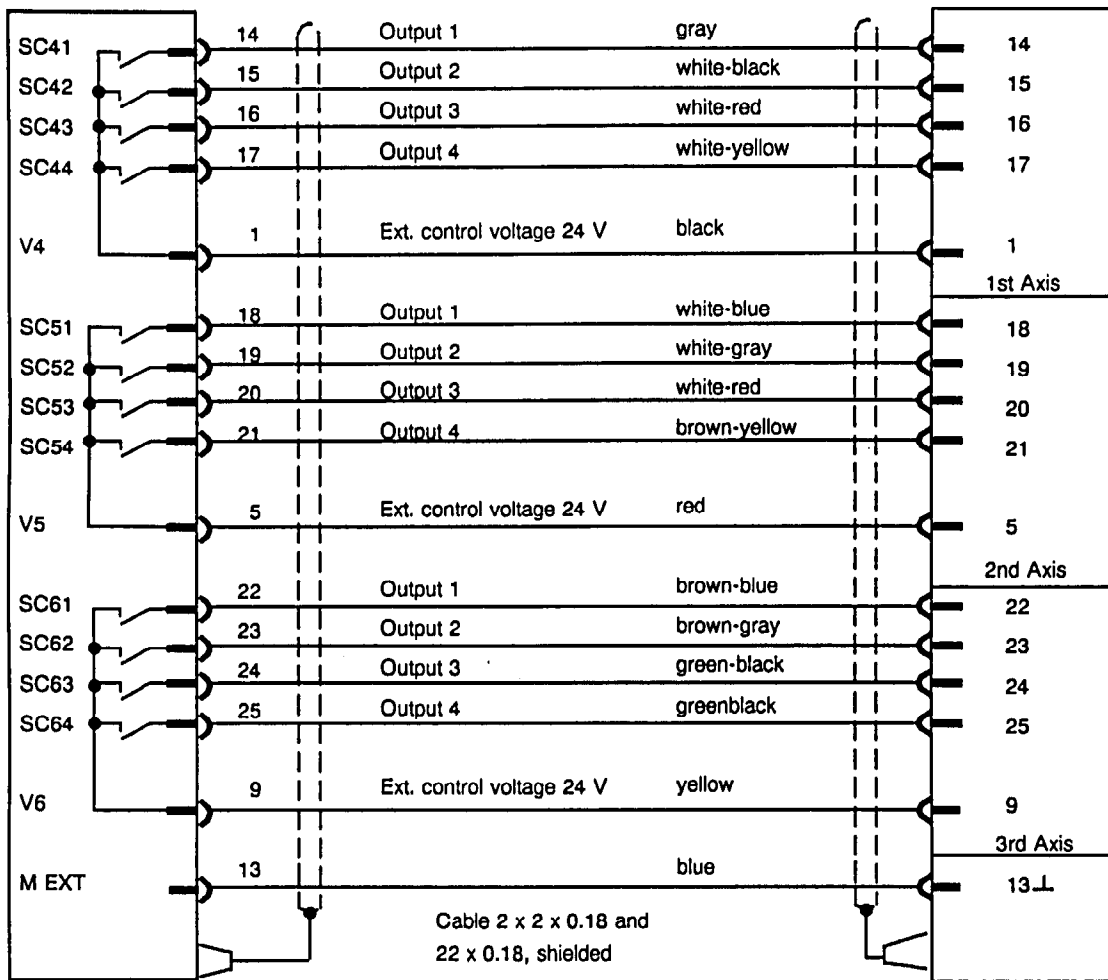 SC41 14 Output 1 gray 14
SC42 15 Output 2 white-black 15
SC43 16 Output 3 white-red 16
SC44 17 Output 4 white-yellow 17
V4 1 Ext. control voltage 24 V black 1
1st Axis
SC51 18 Output 1 white-blue 18
SC52 19 Output 2 white-gray 19
SC53 20 Output 3 white-red 20
SC54 21 Output 4 brown-yellow 21
V5 5 Ext. control voltage 24 V red 5
2nd Axis
SC61 22 Output 1 brown-blue 22
SC62 23 Output 2 brown-gray 23
SC63 24 Output 3 green-black 24
SC64 25 Output 4 greenblack 25
V6 9 Ext. control voltage 24 V yellow 9
3rd Axis
M EXT 13 blue 13
Cable 2 x 2 x 0.18 and
22 x 0.18, shielded